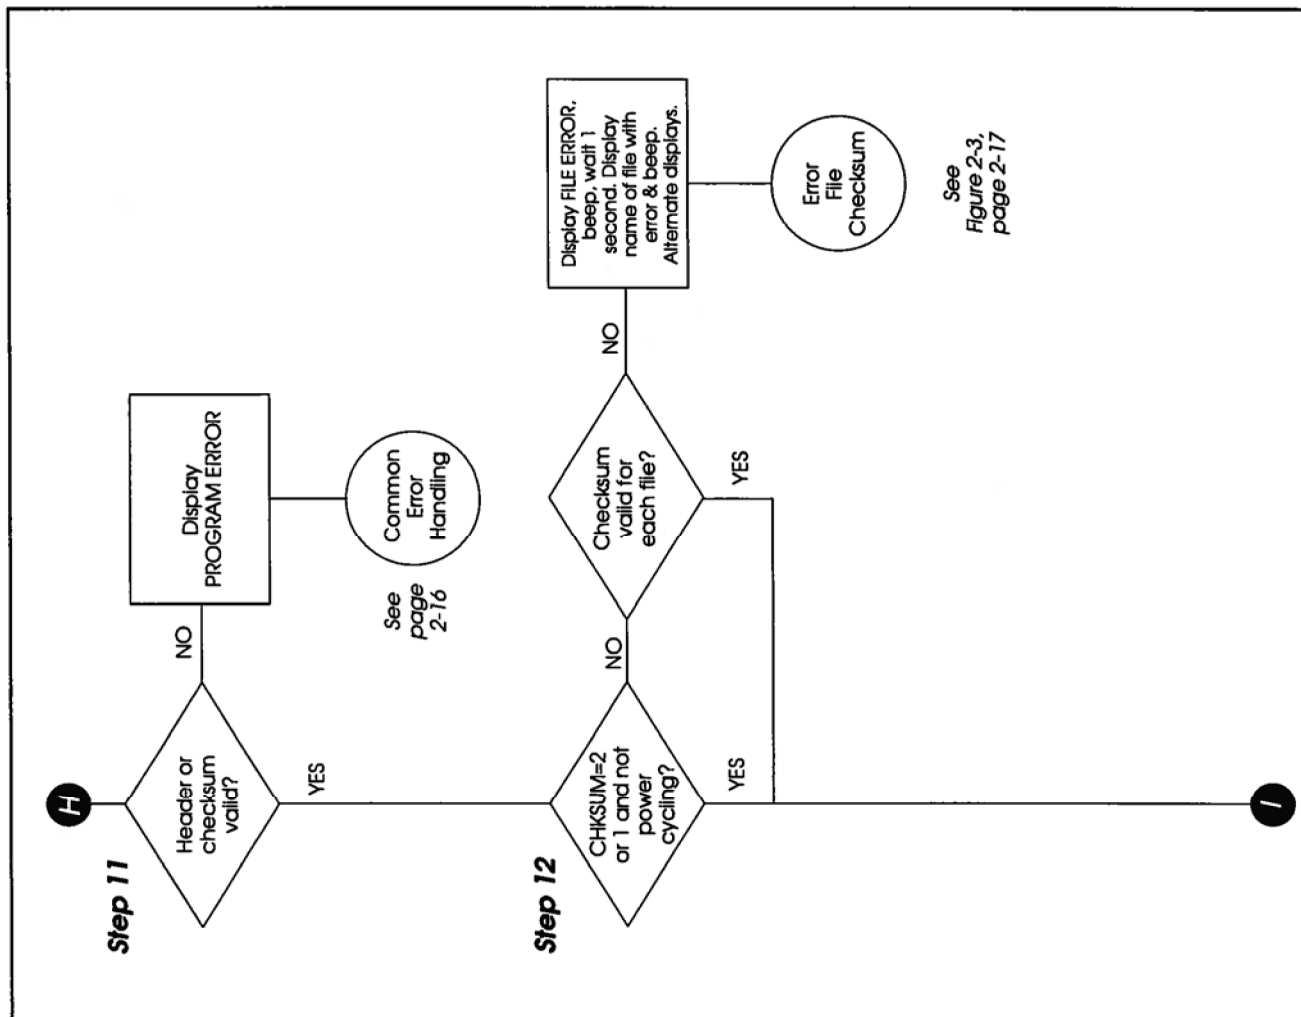 H
Step 11
Header or
checksum
valid?
NO
Display
PROGRAM ERROR
Common
Error
Handling
See
page
2-16
YES
Step 12
CHKSUM=2
or 1 and not
power
cycling?
NO
Checksum
valid for
each file?
NO
Display FILE ERROR,
beep, wait 1
second. Display
name of file with
error & beep.
Alternate displays.
Error
File
Checksum
See
Figure 2-3,
page 2-17
YES
YES
I